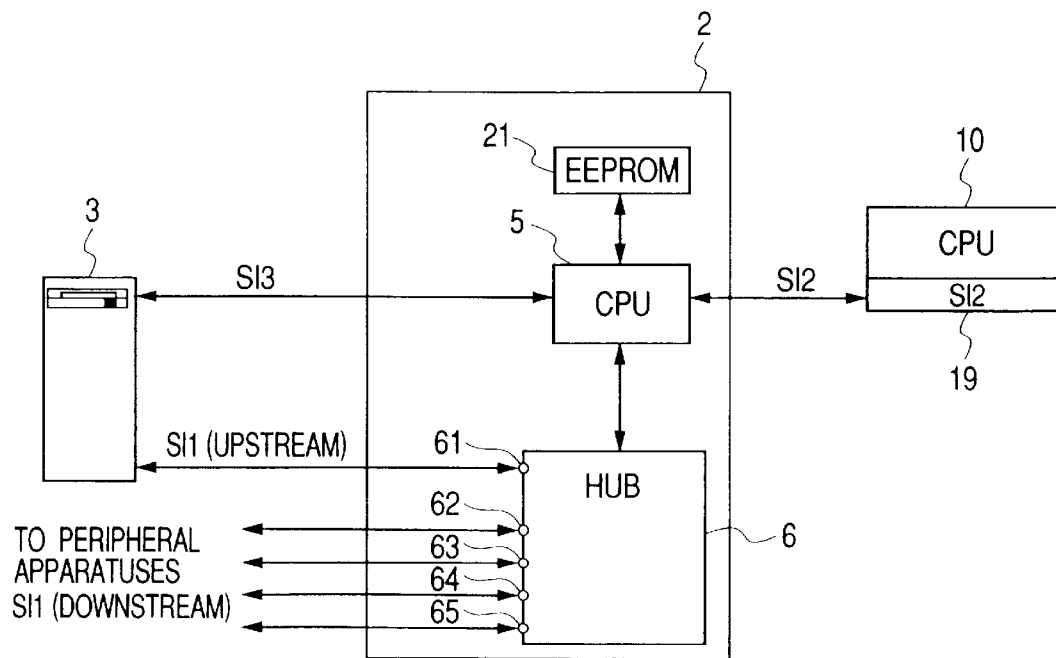 2
21
EEPROM
10
CPU
3
5
SI3
CPU
SI2
SI2
19
SI1 (UPSTREAM)
61
HUB
62
6
TO PERIPHERAL
APPARATUSES
SI1 (DOWNSTREAM)
63
64
65